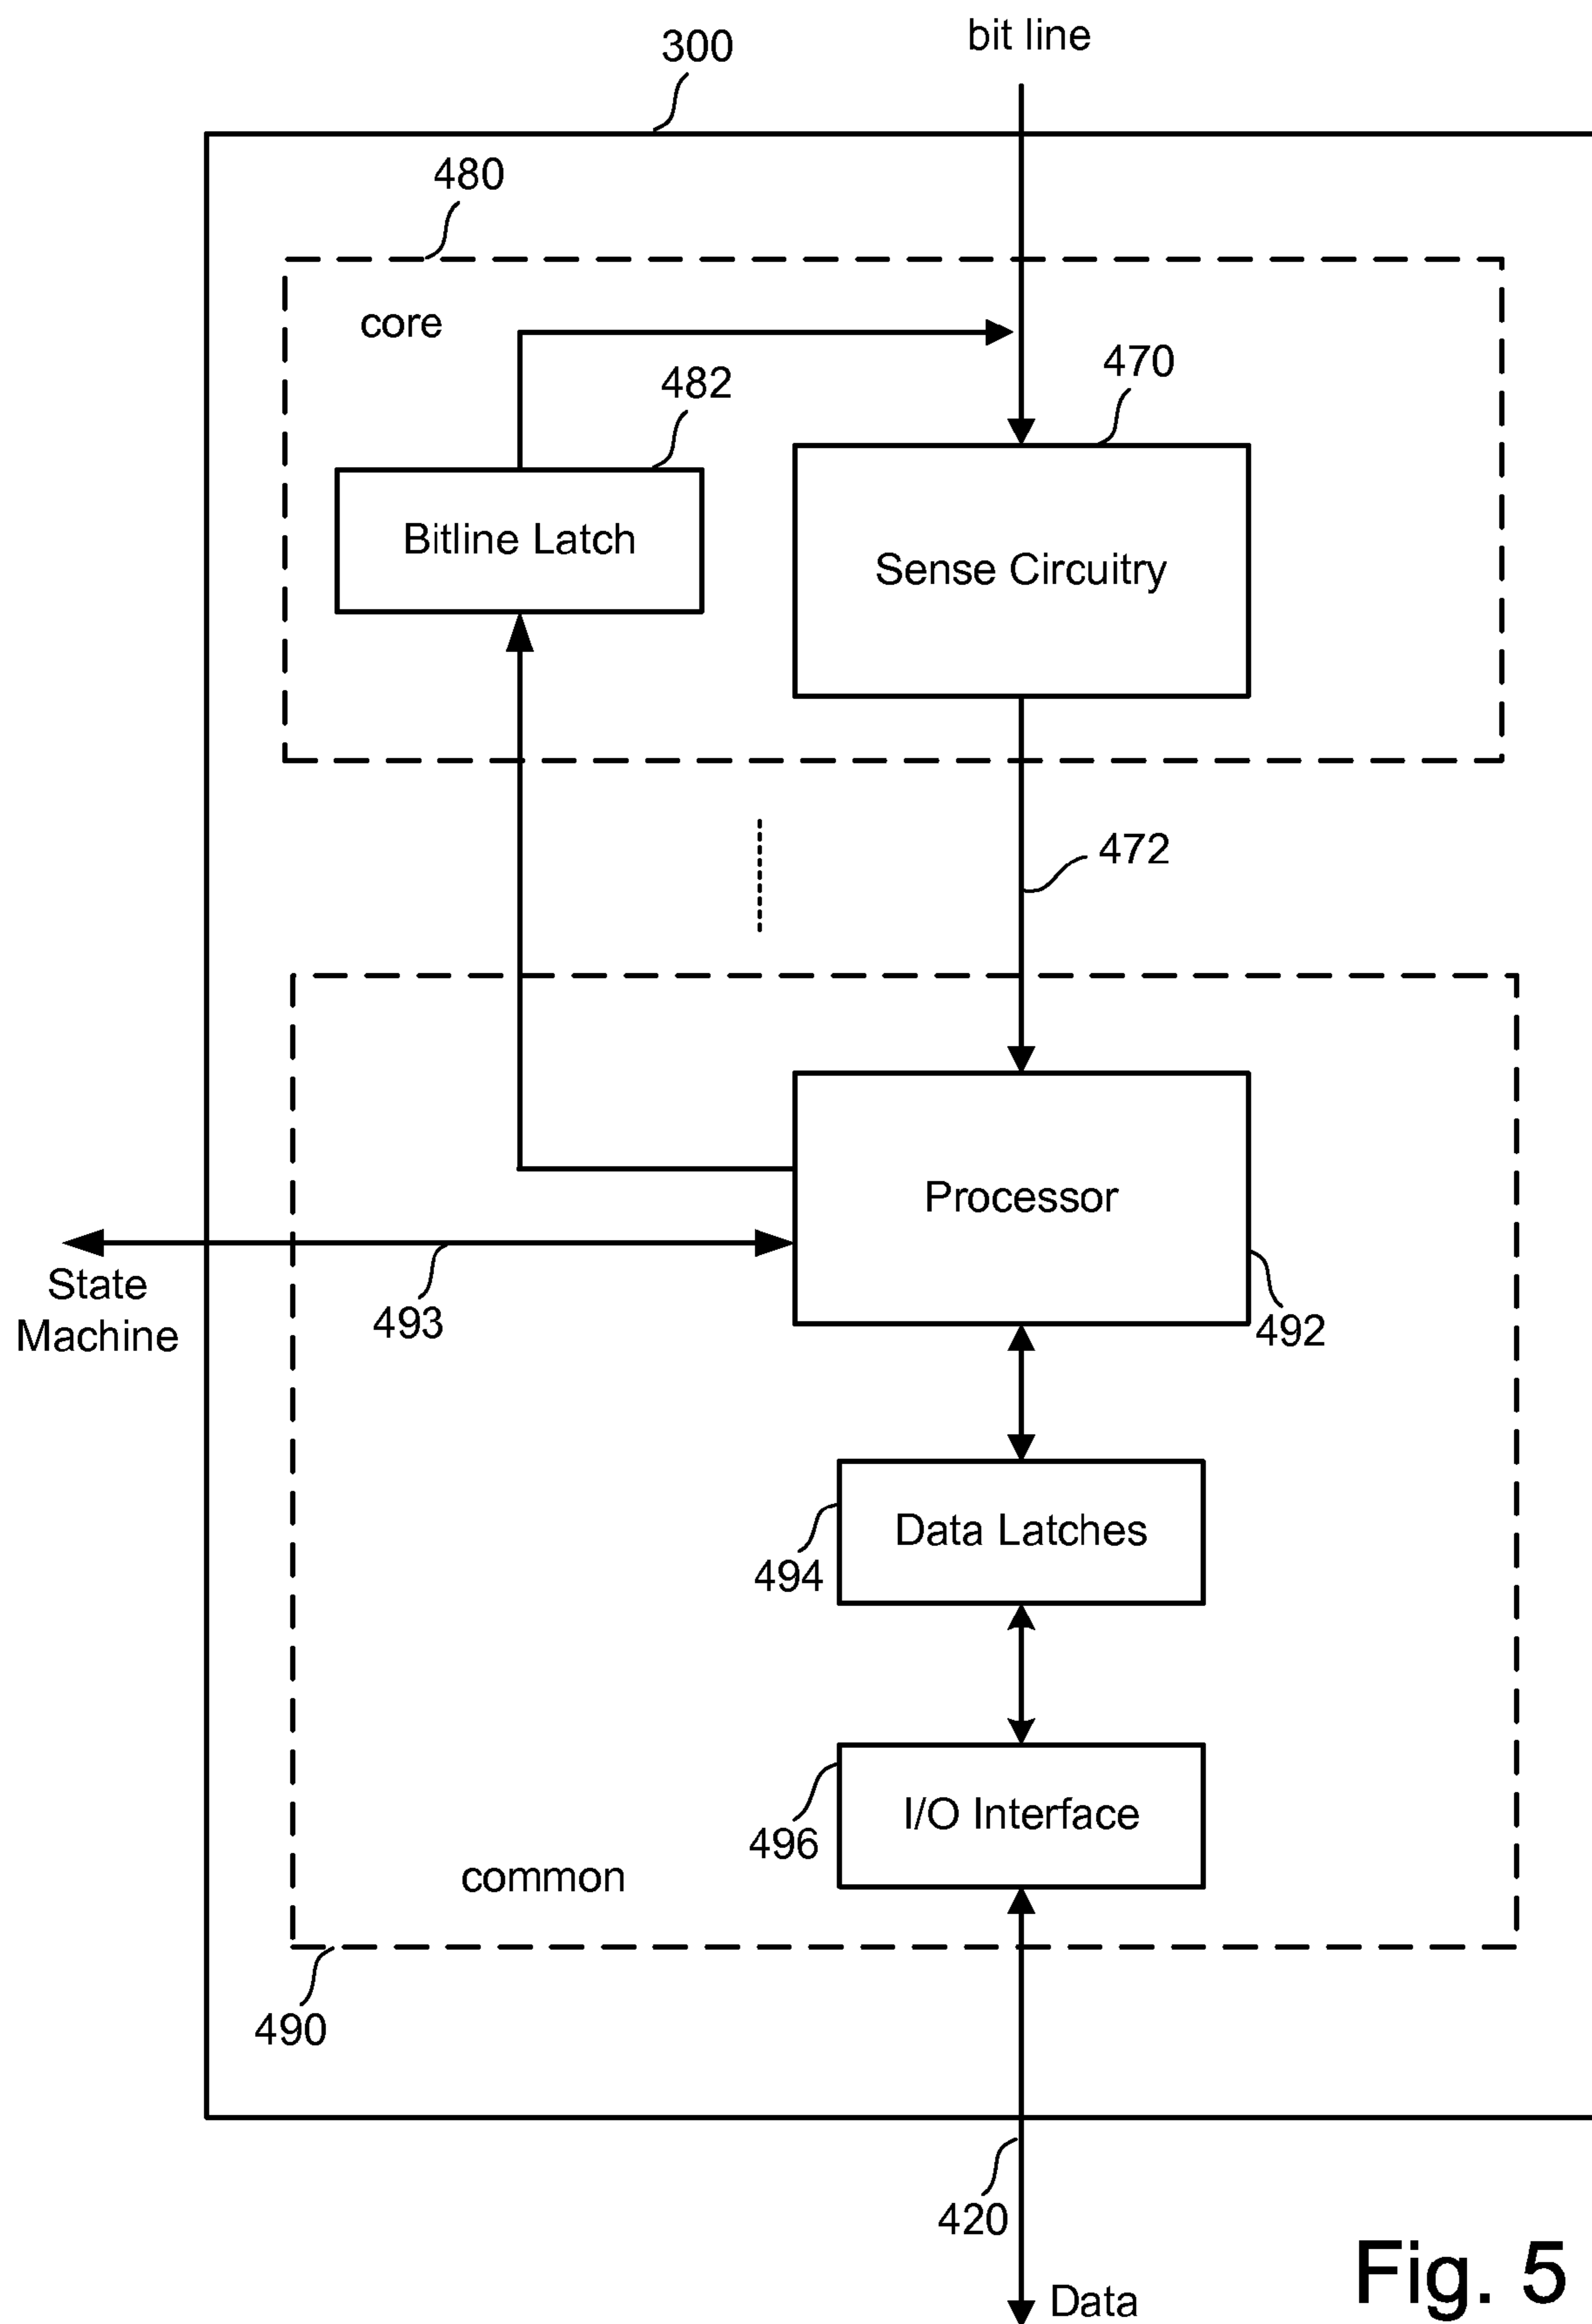 bit line
300
480
core
470
482
Bitline Latch
Sense Circuitry
472
Processor
State
Machine
493
492
Data Latches
494
I/O Interface
496
common
490
420
Data
Fig. 5